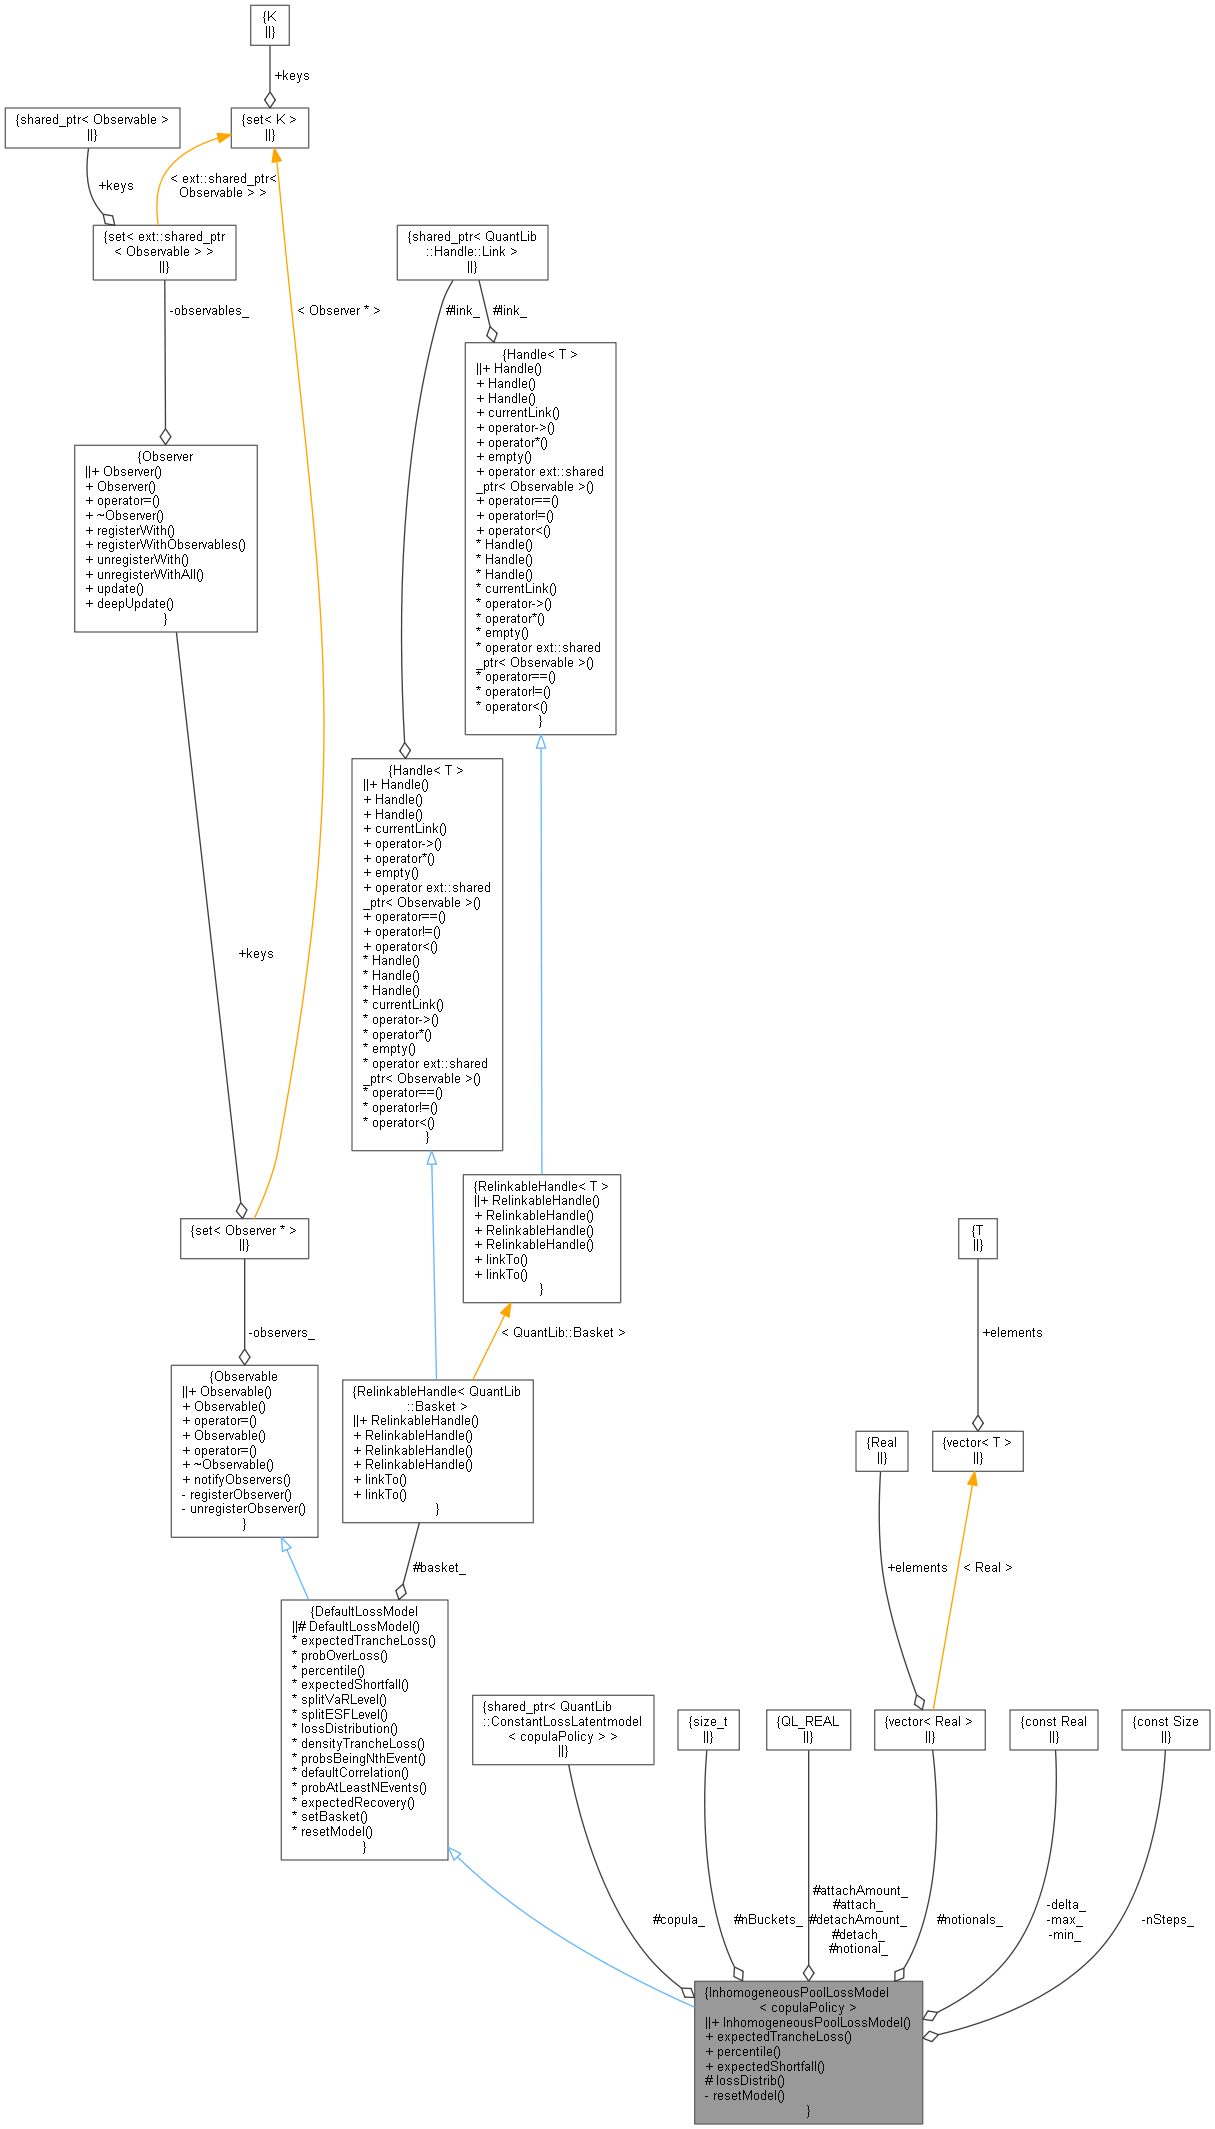 {K
||}
+keys
{shared_ptr< Observable >
||}
{set< K >
||}
+keys
< ext::shared_ptr<
Observable > >
{set< ext::shared_ptr
< Observable > >
||}
{shared_ptr< QuantLib
::Handle::Link >
||}
-observables_
< Observer * >
#link_
#link_
{Handle< T >
||+ Handle()
+ Handle()
+ Handle()
+ currentLink()
+ operator->()
+ operator*()
+ empty()
+ operator ext::shared
_ptr< Observable >()
+ operator==()
+ operator!=()
+ operator<()
* Handle()
* Handle()
* Handle()
* currentLink()
* operator->()
* operator*()
* empty()
* operator ext::shared
_ptr< Observable >()
* operator==()
* operator!=()
* operator<()
}
{Observer
||+ Observer()
+ Observer()
+ operator=()
+ ~Observer()
+ registerWith()
+ registerWithObservables()
+ unregisterWith()
+ unregisterWithAll()
+ update()
+ deepUpdate()
}
{Handle< T >
||+ Handle()
+ Handle()
+ Handle()
+ currentLink()
+ operator->()
+ operator*()
+ empty()
+ operator ext::shared
_ptr< Observable >()
+ operator==()
+ operator!=()
+ operator<()
* Handle()
* Handle()
* Handle()
* currentLink()
* operator->()
* operator*()
* empty()
* operator ext::shared
_ptr< Observable >()
* operator==()
* operator!=()
* operator<()
}
+keys
{RelinkableHandle< T >
||+ RelinkableHandle()
+ RelinkableHandle()
+ RelinkableHandle()
+ RelinkableHandle()
+ linkTo()
+ linkTo()
}
{set< Observer * >
||}
{T
||}
-observers_
< QuantLib::Basket >
+elements
{Observable
||+ Observable()
+ Observable()
+ operator=()
+ Observable()
+ operator=()
+ ~Observable()
+ notifyObservers()
- registerObserver()
- unregisterObserver()
}
{RelinkableHandle< QuantLib
::Basket >
||+ RelinkableHandle()
+ RelinkableHandle()
+ RelinkableHandle()
+ RelinkableHandle()
+ linkTo()
+ linkTo()
}
{Real
||}
{vector< T >
||}
#basket_
+elements
< Real >
{DefaultLossModel
||# DefaultLossModel()
* expectedTrancheLoss()
* probOverLoss()
* percentile()
* expectedShortfall()
* splitVaRLevel()
* splitESFLevel()
* lossDistribution()
* densityTrancheLoss()
* probsBeingNthEvent()
* defaultCorrelation()
* probAtLeastNEvents()
* expectedRecovery()
* setBasket()
* resetModel()
}
{shared_ptr< QuantLib
::ConstantLossLatentmodel
< copulaPolicy > >
||}
{size_t
||}
{QL_REAL
||}
{vector< Real >
||}
{const Real
||}
{const Size
||}
#copula_
#nBuckets_
#attachAmount_
#attach_
#detachAmount_
#detach_
#notional_
#notionals_
-delta_
-max_
-min_
-nSteps_
{InhomogeneousPoolLossModel
< copulaPolicy >
||+ InhomogeneousPoolLossModel()
+ expectedTrancheLoss()
+ percentile()
+ expectedShortfall()
# lossDistrib()
- resetModel()
}